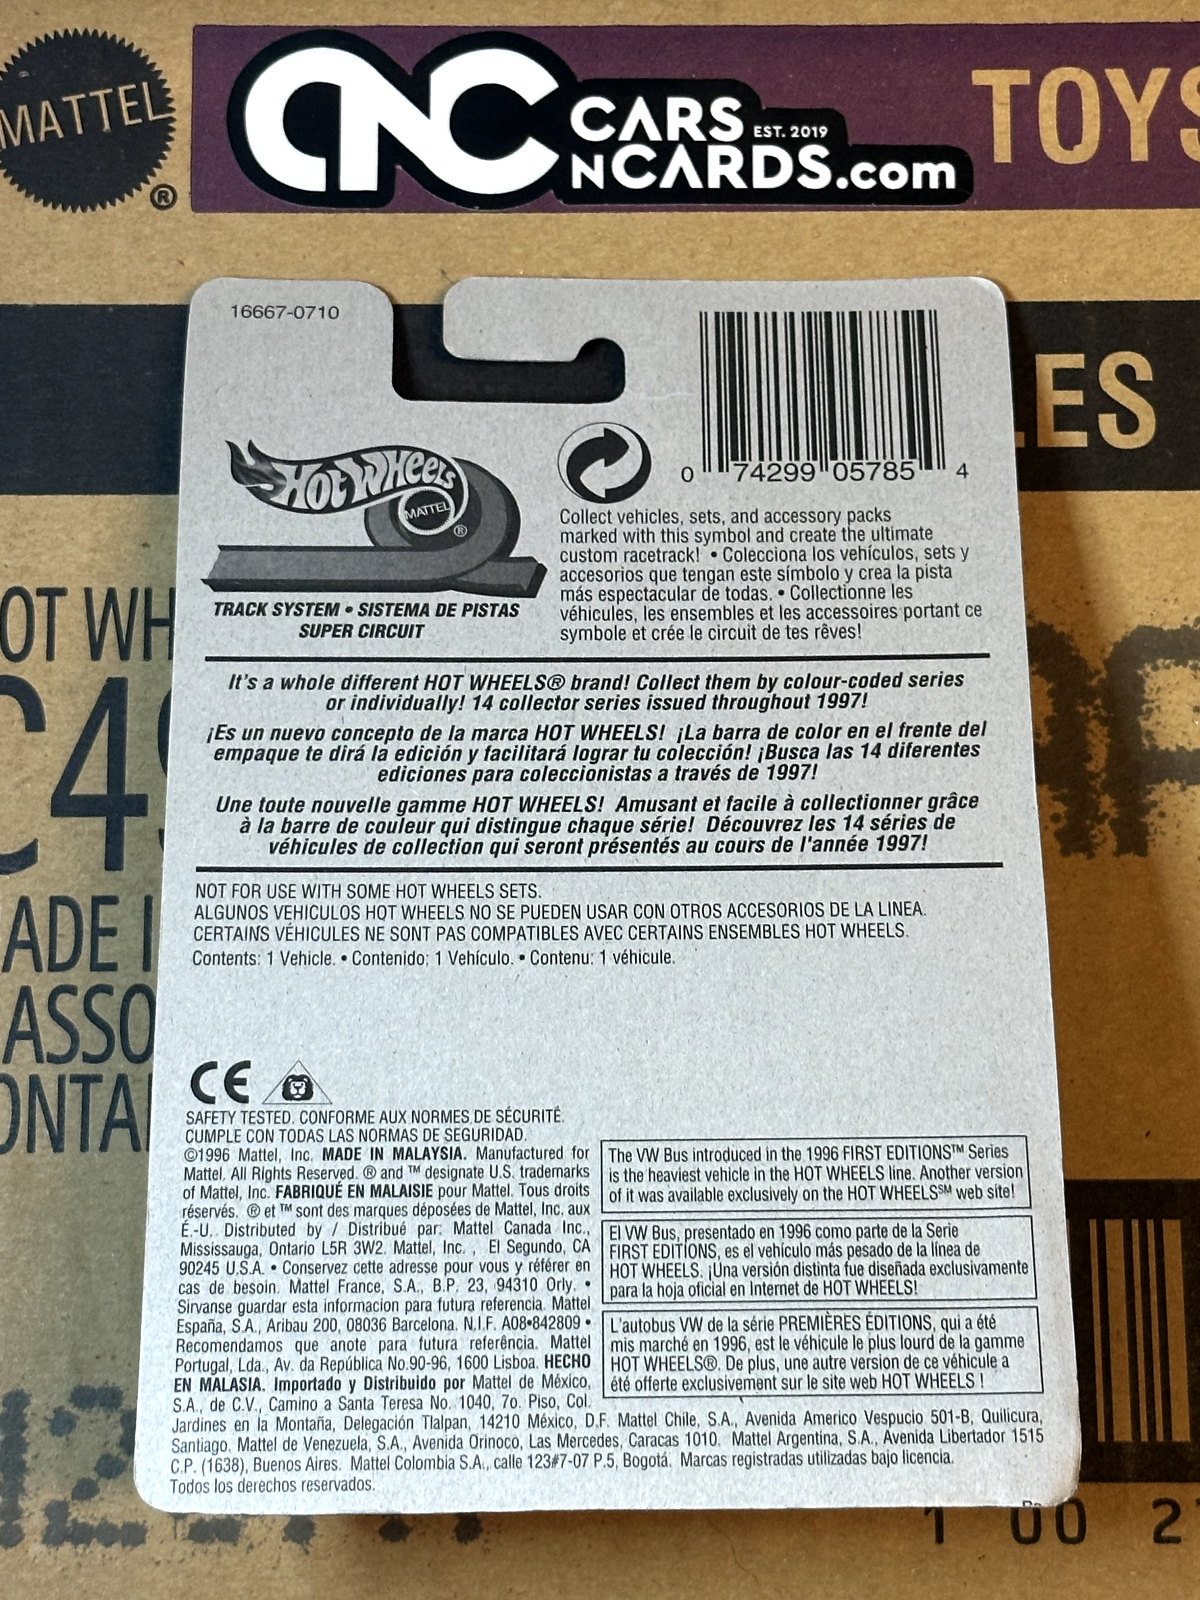 MATTEL
®
CNC
CARS
EST. 2019
NCARDS.com
TOYS
16667-0710
0 74299 05785 4
LES
HOT WHEELS
MATTEL
®
TRACK SYSTEM • SISTEMA DE PISTAS
SUPER CIRCUIT
Collect vehicles, sets, and accessory packs
marked with this symbol and create the ultimate
custom racetrack! • Colecciona los vehículos, sets y
accesorios que tengan este símbolo y crea la pista
más espectacular de todas. • Collectionne les
véhicules, les ensembles et les accessoires portant ce
symbole et crée le circuit de tes rêves!
OT WH
C4
ADE I
ASSO
ONTA
It's a whole different HOT WHEELS® brand! Collect them by colour-coded series
or individually! 14 collector series issued throughout 1997!
¡Es un nuevo concepto de la marca HOT WHEELS! ¡La barra de color en el frente del
empaque te dirá la edición y facilitará lograr tu colección! ¡Busca las 14 diferentes
ediciones para coleccionistas a través de 1997!
Une toute nouvelle gamme HOT WHEELS! Amusant et facile à collectionner grâce
à la barre de couleur qui distingue chaque série! Découvrez les 14 séries de
véhicules de collection qui seront présentés au cours de l'année 1997!
NOT FOR USE WITH SOME HOT WHEELS SETS.
ALGUNOS VEHICULOS HOT WHEELS NO SE PUEDEN USAR CON OTROS ACCESORIOS DE LA LINEA.
CERTAINS VÉHICULES NE SONT PAS COMPATIBLES AVEC CERTAINS ENSEMBLES HOT WHEELS.
Contents: 1 Vehicle. • Contenido: 1 Vehículo. • Contenu: 1 véhicule.
CE
SAFETY TESTED. CONFORME AUX NORMES DE SÉCURITÉ.
CUMPLE CON TODAS LAS NORMAS DE SEGURIDAD.
©1996 Mattel, Inc. MADE IN MALAYSIA. Manufactured for
Mattel. All Rights Reserved. ® and ™ designate U.S. trademarks
of Mattel, Inc. FABRIQUÉ EN MALAISIE pour Mattel. Tous droits
réservés. ® et ™ sont des marques déposées de Mattel, Inc. aux
É.-U. Distributed by / Distribué par: Mattel Canada Inc.,
Mississauga, Ontario L5R 3W2. Mattel, Inc. , El Segundo, CA
90245 U.S.A. • Conservez cette adresse pour vous y référer en
cas de besoin. Mattel France, S.A., B.P. 23, 94310 Orly. •
Sirvanse guardar esta informacion para futura referencia. Mattel
España, S.A., Aribau 200, 08036 Barcelona. N.I.F. A08•842809 •
Recomendamos que anote para futura referência. Mattel
Portugal, Lda., Av. da República No.90-96, 1600 Lisboa. HECHO
EN MALASIA. Importado y Distribuido por Mattel de México,
S.A., de C.V., Camino a Santa Teresa No. 1040, 7o. Piso, Col.
Jardines en la Montaña, Delegación Tlalpan, 14210 México, D.F. Mattel Chile, S.A., Avenida Americo Vespucio 501-B, Quilicura,
Santiago. Mattel de Venezuela, S.A., Avenida Orinoco, Las Mercedes, Caracas 1010. Mattel Argentina, S.A., Avenida Libertador 1515
C.P. (1638), Buenos Aires. Mattel Colombia S.A., calle 123#7-07 P.5, Bogotá. Marcas registradas utilizadas bajo licencia.
Todos los derechos reservados.
The VW Bus introduced in the 1996 FIRST EDITIONS™ Series
is the heaviest vehicle in the HOT WHEELS line. Another version
of it was available exclusively on the HOT WHEELS℠ web site!
El VW Bus, presentado en 1996 como parte de la Serie
FIRST EDITIONS, es el vehículo más pesado de la línea de
HOT WHEELS. ¡Una versión distinta fue diseñada exclusivamente
para la hoja oficial en Internet de HOT WHEELS!
L'autobus VW de la série PREMIÈRES ÉDITIONS, qui a été
mis marché en 1996, est le véhicule le plus lourd de la gamme
HOT WHEELS®. De plus, une autre version de ce véhicule a
été offerte exclusivement sur le site web HOT WHEELS !
1 00 2